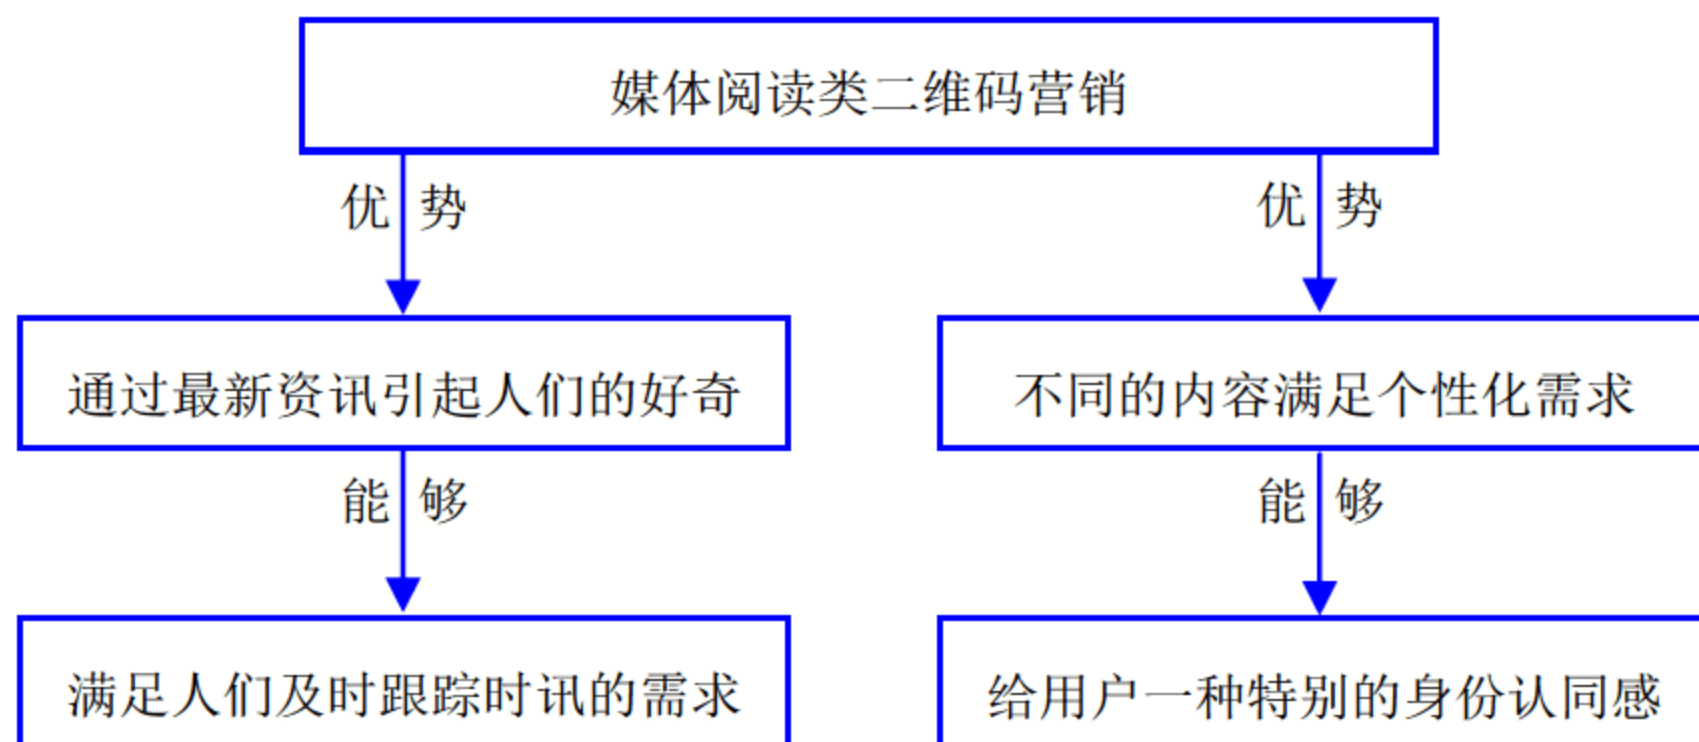 媒体阅读类二维码营销
优势 优势
通过最新资讯引起人们的好奇 不同的内容满足个性化需求
能够 能够
满足人们及时跟踪时讯的需求 给用户一种特别的身份认同感